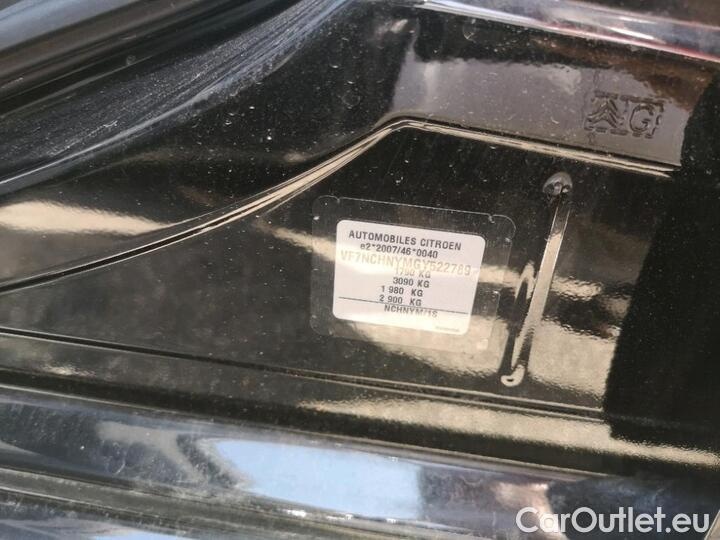 G
AUTOMOBILES CITROEN
e2*2007/46*0040
VF7NCHNYMGY522789
1790 KG
3090 KG
1 980 KG
2 900 KG
NCHNYM/1S
CarOutlet.eu